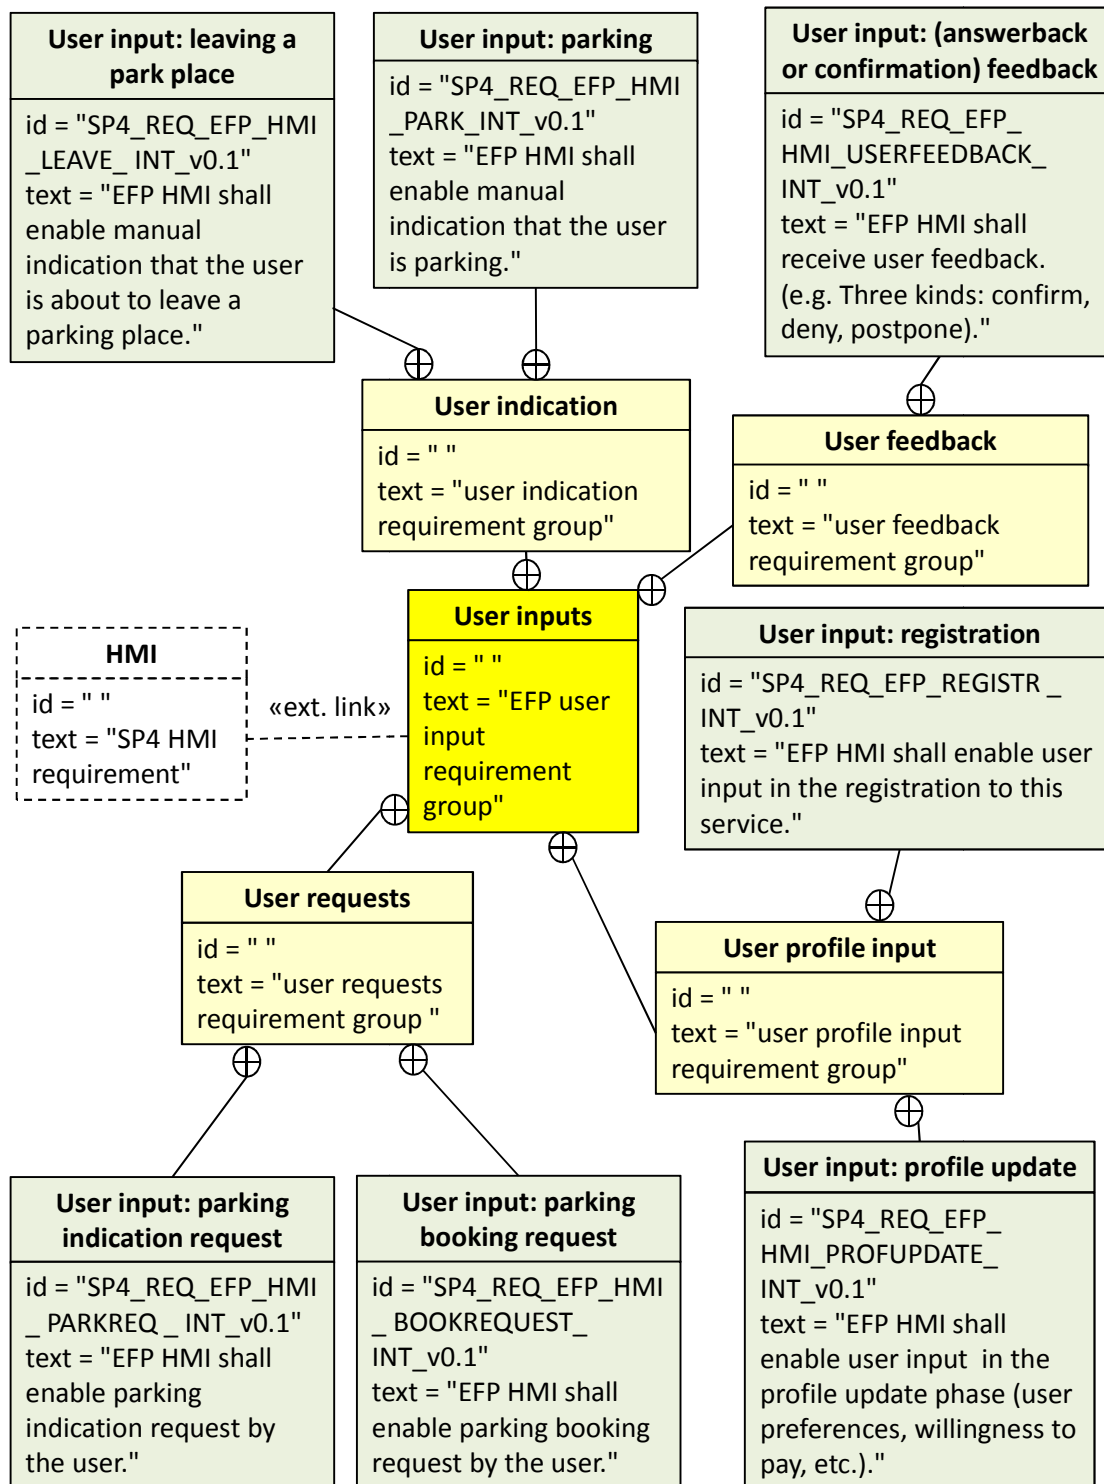 User input: leaving a
park place
id = "SP4_REQ_EFP_HMI
_LEAVE_ INT_v0.1"
text = "EFP HMI shall
enable manual
indication that the user
is about to leave a
parking place."
User input: parking
id = "SP4_REQ_EFP_HMI
_PARK_INT_v0.1"
text = "EFP HMI shall
enable manual
indication that the user
is parking."
User input: (answerback
or confirmation) feedback
id = "SP4_REQ_EFP_
HMI_USERFEEDBACK_
INT_v0.1"
text = "EFP HMI shall
receive user feedback.
(e.g. Three kinds: confirm,
deny, postpone)."
User indication
id = " "
text = "user indication
requirement group"
User feedback
id = " "
text = "user feedback
requirement group"
HMI
id = " "
text = "SP4 HMI
requirement"
«ext. link»
User inputs
id = " "
text = "EFP user
input
requirement
group"
User input: registration
id = "SP4_REQ_EFP_REGISTR _
INT_v0.1"
text = "EFP HMI shall enable user
input in the registration to this
service."
User requests
id = " "
text = "user requests
requirement group "
User profile input
id = " "
text = "user profile input
requirement group"
User input: parking
indication request
id = "SP4_REQ_EFP_HMI
_ PARKREQ _ INT_v0.1"
text = "EFP HMI shall
enable parking
indication request by
the user."
User input: parking
booking request
id = "SP4_REQ_EFP_HMI
_ BOOKREQUEST_
INT_v0.1"
text = "EFP HMI shall
enable parking booking
request by the user."
User input: profile update
id = "SP4_REQ_EFP_
HMI_PROFUPDATE_
INT_v0.1"
text = "EFP HMI shall
enable user input  in the
profile update phase (user
preferences, willingness to
pay, etc.)."